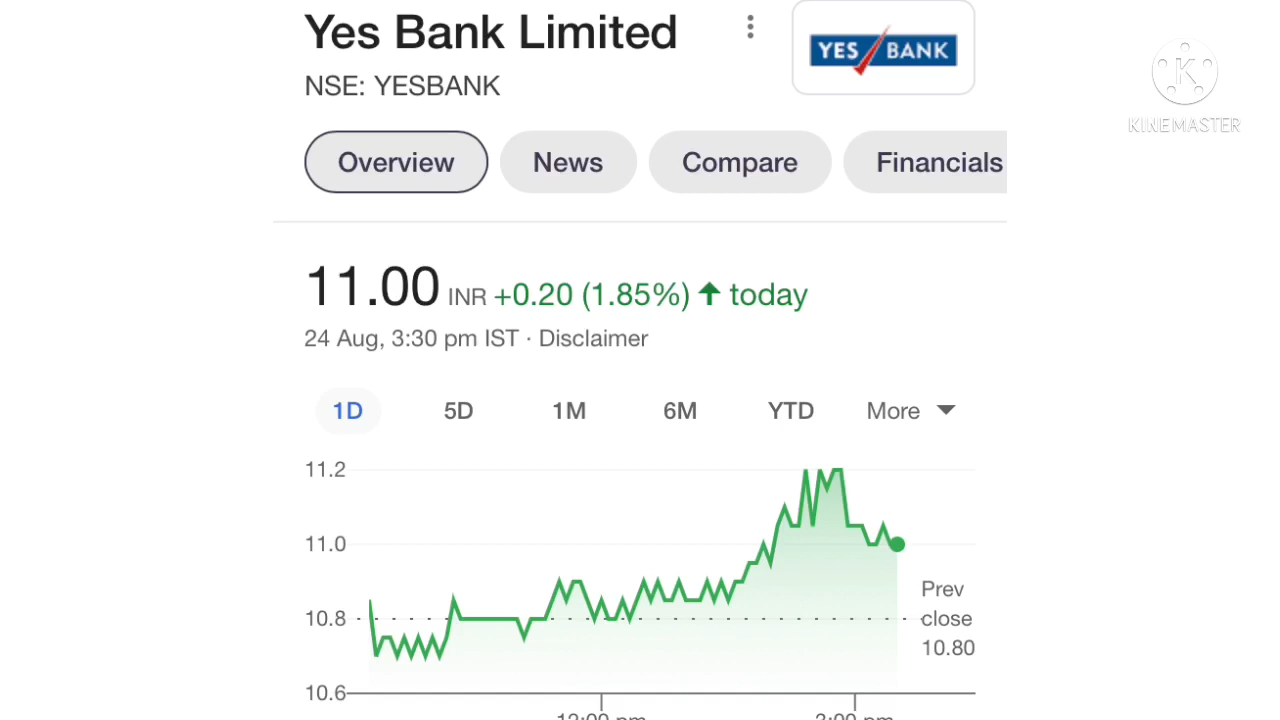 Yes Bank Limited
YES BANK
NSE: YESBANK
K
KINEMASTER
Overview
News
Compare
Financials
11.00 INR +0.20 (1.85%) ↑ today
24 Aug, 3:30 pm IST · Disclaimer
1D
5D
1M
6M
YTD
More
11.2
11.0
10.8
10.6
Prev
close
10.80